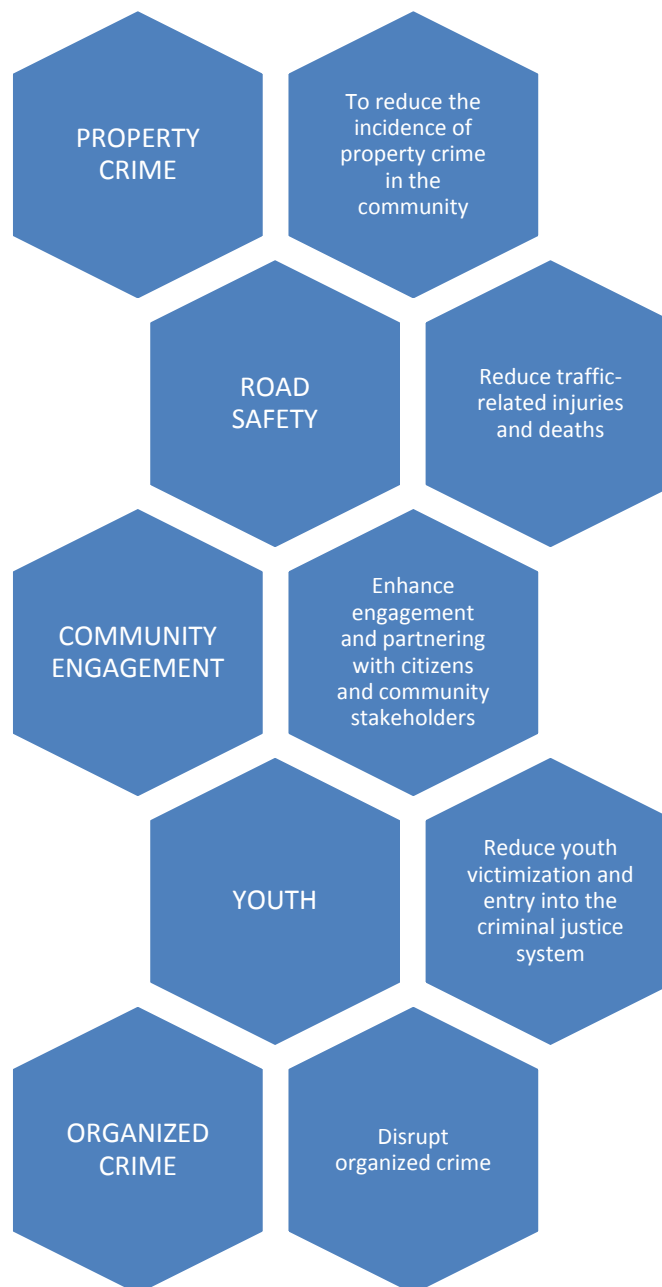 PROPERTY
CRIME
To reduce the
incidence of
property crime
in the
community
ROAD
SAFETY
Reduce traffic-
related injuries
and deaths
COMMUNITY
ENGAGEMENT
Enhance
engagement
and partnering
with citizens
and community
stakeholders
YOUTH
Reduce youth
victimization and
entry into the
criminal justice
system
ORGANIZED
CRIME
Disrupt
organized crime